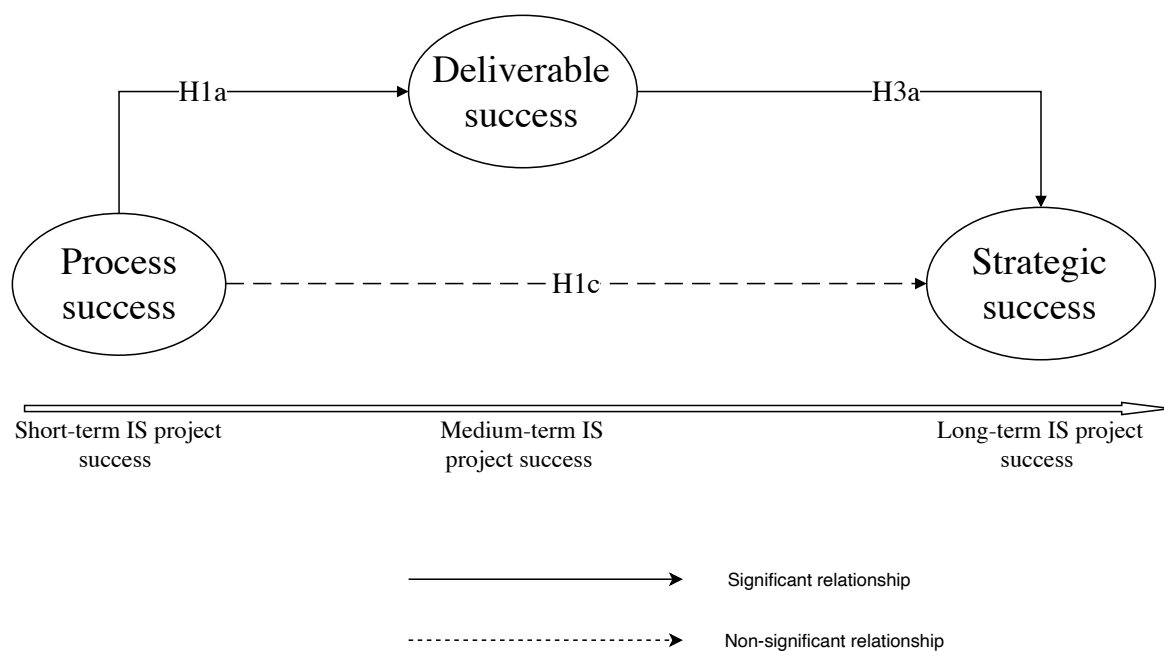 Deliverable
success
H1a
H3a
Process
success
H1c
Strategic
success
Short-term IS project
success
Medium-term IS
project success
Long-term IS project
success
Significant relationship
Non-significant relationship